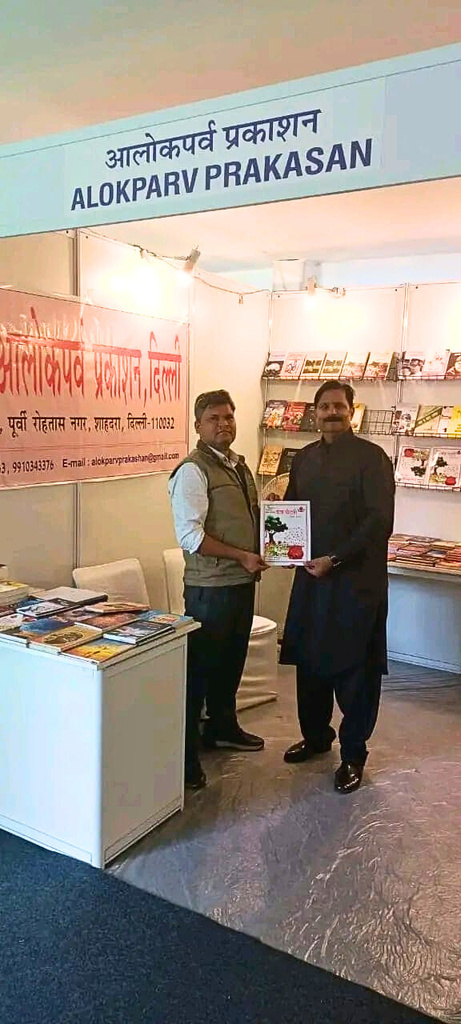 आलोकपर्व प्रकाशन
ALOKPARV PRAKASAN
आलोकपर्व प्रकाशन, दिल्ली
, पूर्वी रोहतास नगर, शाहदरा, दिल्ली-110032
63, 9910343376 E-mail : alokparvprakashan@gmail.com